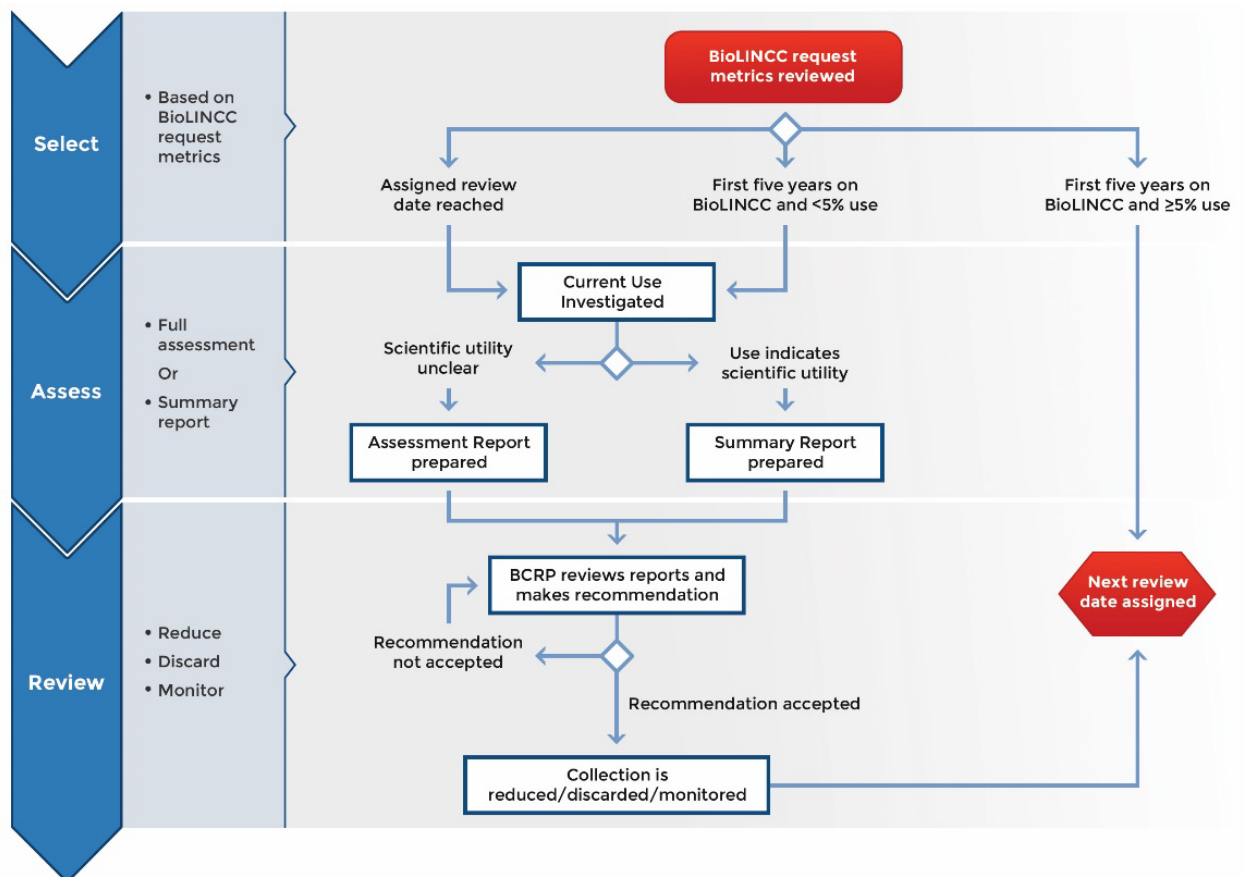 BioLINCC request
metrics reviewed
Select
• Based on
BioLINCC
request
metrics
Assigned review
date reached
First five years on
BioLINCC and <5% use
First five years on
BioLINCC and ≥5% use
Assess
• Full
assessment
Or
• Summary
report
Current Use
Investigated
Scientific utility
unclear
Use indicates
scientific utility
Assessment Report
prepared
Summary Report
prepared
Review
• Reduce
• Discard
• Monitor
BCRP reviews reports and
makes recommendation
Recommendation
not accepted
Recommendation accepted
Collection is
reduced/discarded/monitored
Next review
date assigned